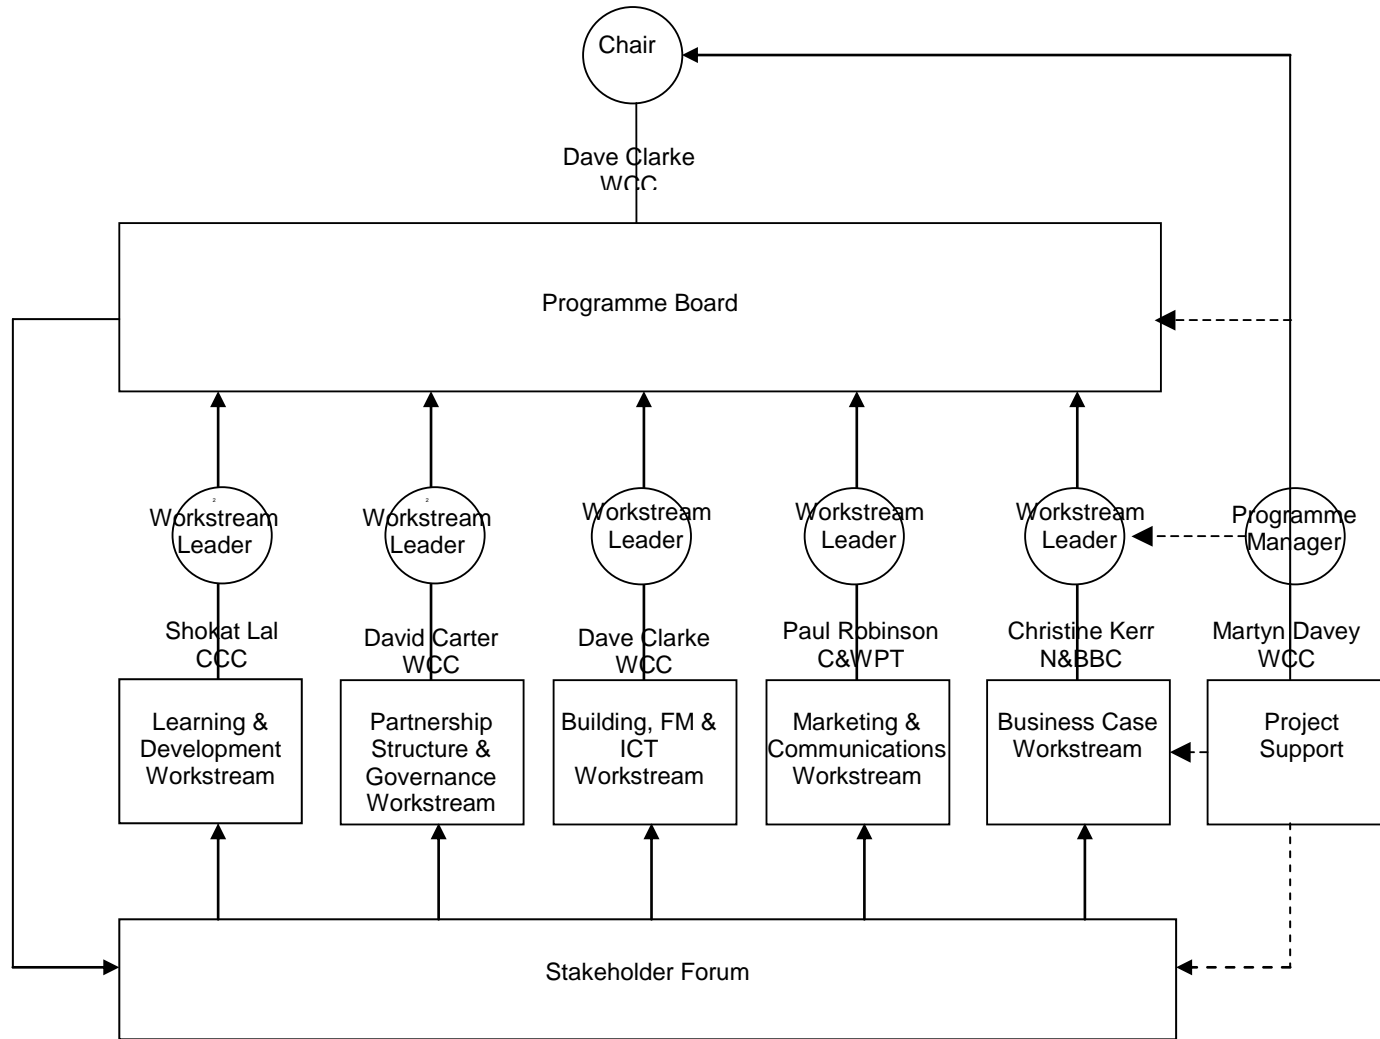 Chair
Dave Clarke
WCC
Programme Board
2
Workstream
Leader
2
Workstream
Leader
Workstream
Leader
Workstream
Leader
Workstream
Leader
Programme
Manager
Shokat Lal
CCC
David Carter
WCC
Dave Clarke
WCC
Paul Robinson
C&WPT
Christine Kerr
N&BBC
Martyn Davey
WCC
Learning &
Development
Workstream
Partnership
Structure &
Governance
Workstream
Building, FM &
ICT
Workstream
Marketing &
Communications
Workstream
Business Case
Workstream
Project
Support
Stakeholder Forum